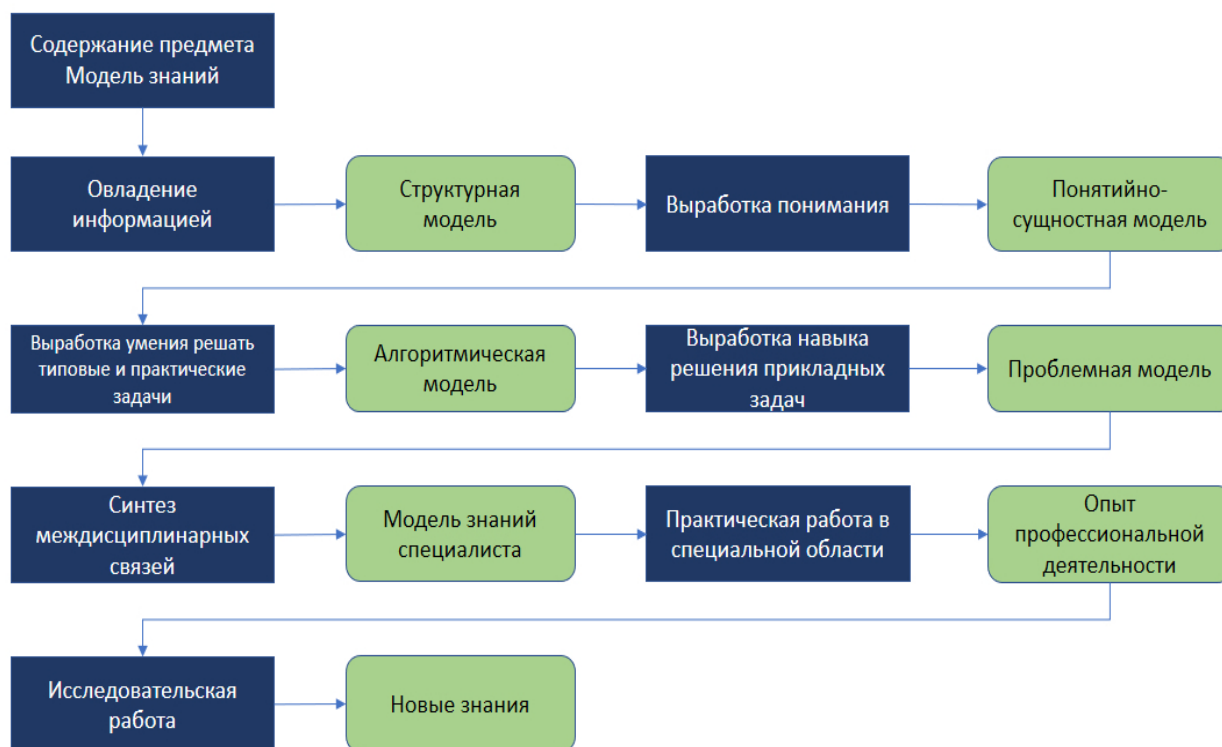 Содержание предмета
Модель знаний
Овладение
информацией
Структурная
модель
Выработка понимания
Понятийно-
сущностная модель
Выработка умения решать
типовые и практические
задачи
Алгоритмическая
модель
Выработка навыка
решения прикладных
задач
Проблемная модель
Синтез
междисциплинарных
связей
Модель знаний
специалиста
Практическая работа в
специальной области
Опыт
профессиональной
деятельности
Исследовательская
работа
Новые знания